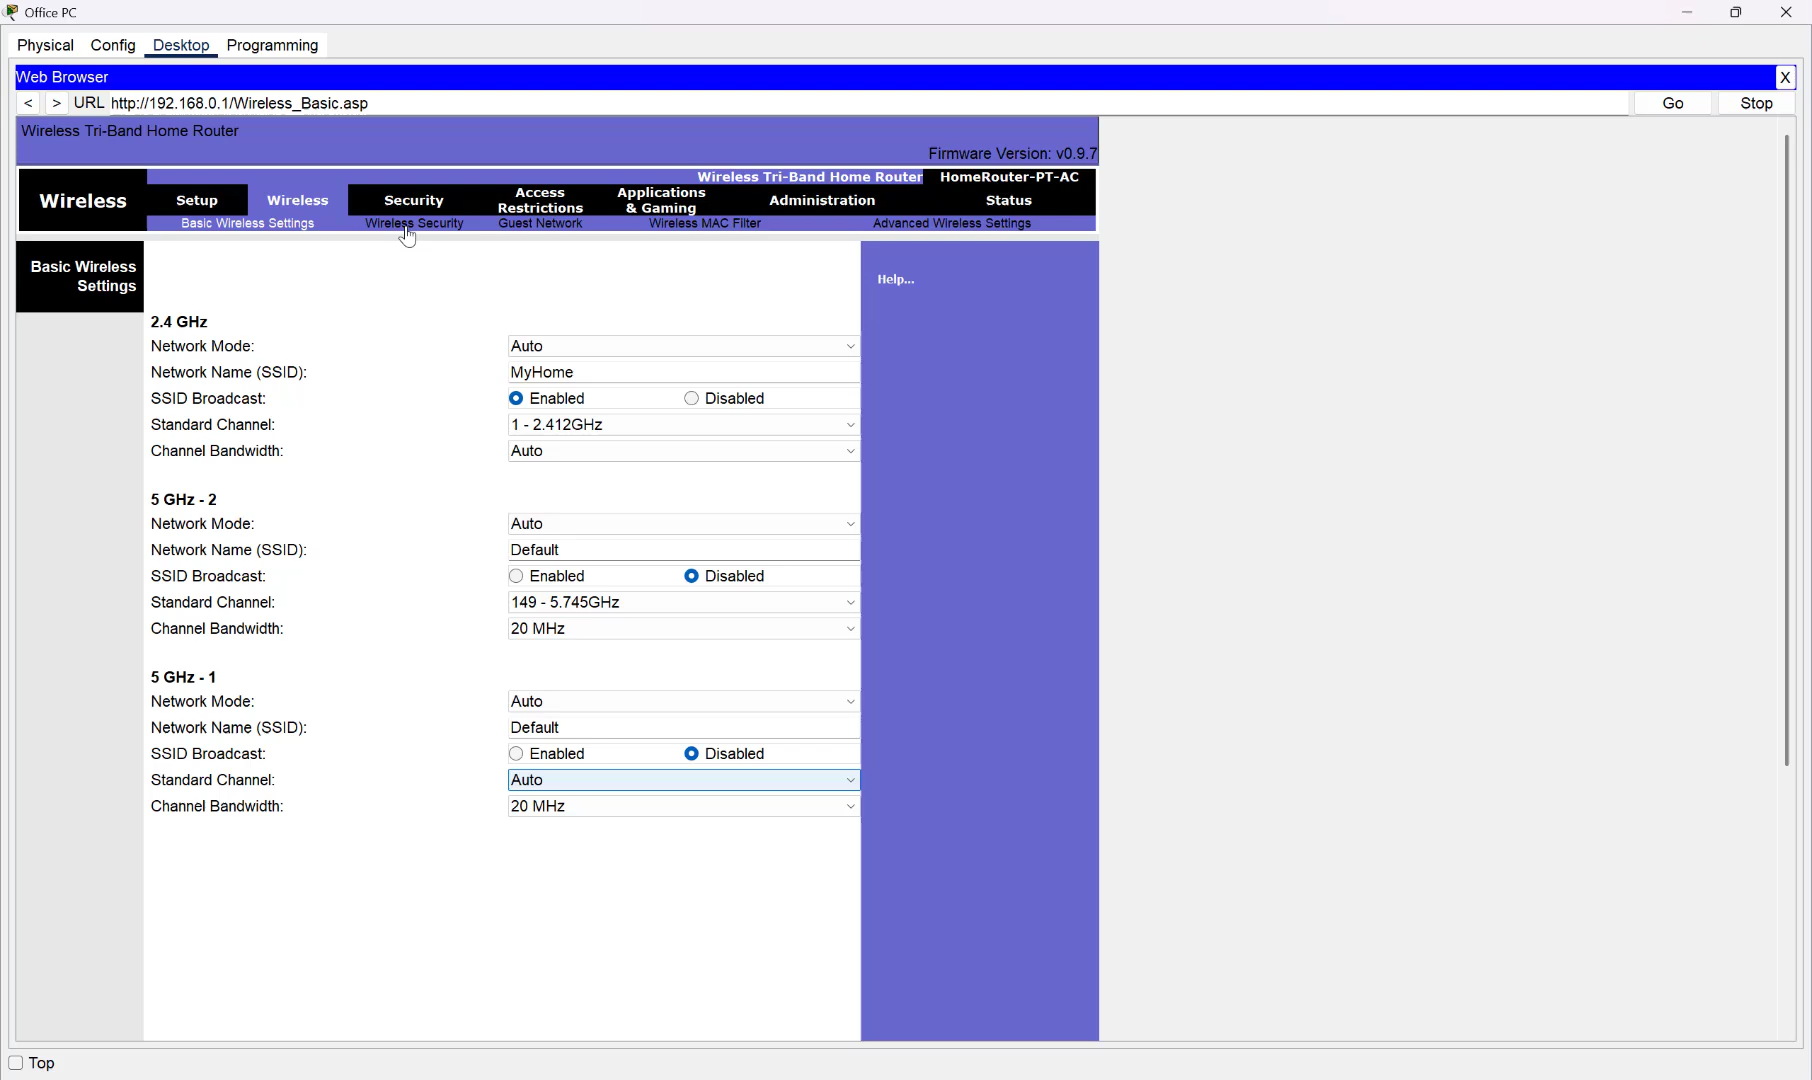 Office PC
Physical Config Desktop Programming
Web Browser X
< > URL http://192.168.0.1/Wireless_Basic.asp Go Stop
Wireless Tri-Band Home Router
Firmware Version: v0.9.7
Wireless Tri-Band Home Router HomeRouter-PT-AC
Wireless Setup Wireless Security Access Restrictions Applications & Gaming Administration Status
Basic Wireless Settings Wireless Security Guest Network Wireless MAC Filter Advanced Wireless Settings
Basic Wireless
Settings
Help...
2.4 GHz
Network Mode: Auto
Network Name (SSID): MyHome
SSID Broadcast: Enabled Disabled
Standard Channel: 1 - 2.412GHz
Channel Bandwidth: Auto
5 GHz - 2
Network Mode: Auto
Network Name (SSID): Default
SSID Broadcast: Enabled Disabled
Standard Channel: 149 - 5.745GHz
Channel Bandwidth: 20 MHz
5 GHz - 1
Network Mode: Auto
Network Name (SSID): Default
SSID Broadcast: Enabled Disabled
Standard Channel: Auto
Channel Bandwidth: 20 MHz
Top